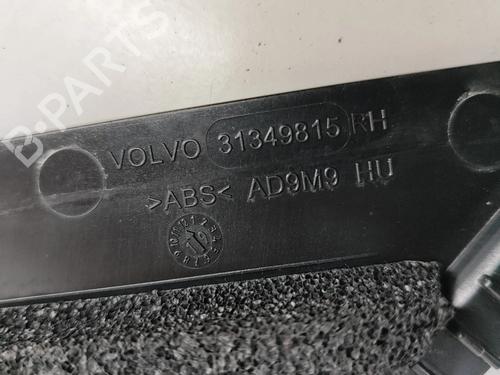 B-PARTS
VOLVO 31349815 RH
>ABS< AD9M9 HU